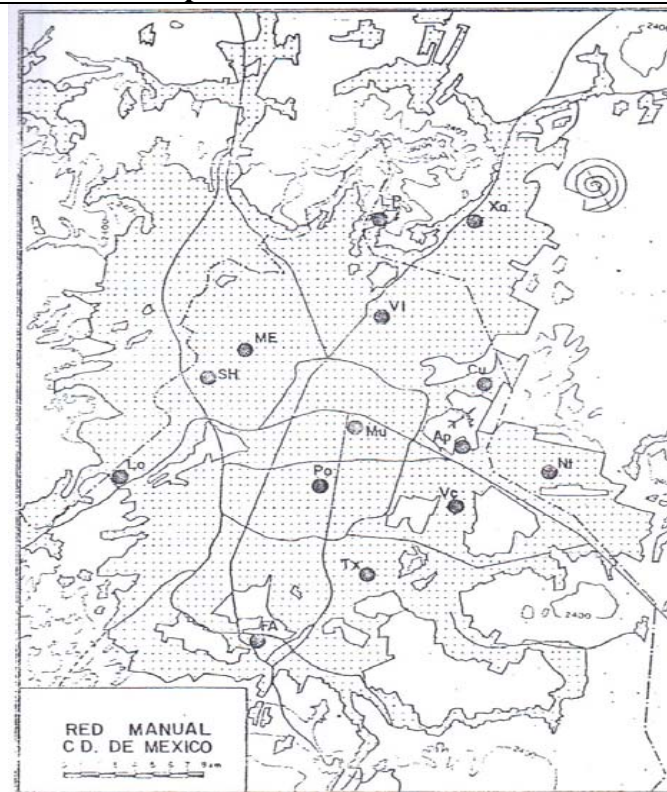 2400
LP
Xa
VI
ME
SH
Cu
Mu
Ap
Nt
Lo
Po
Vc
Tx
2400
FA
RED MANUAL
CD. DE MEXICO